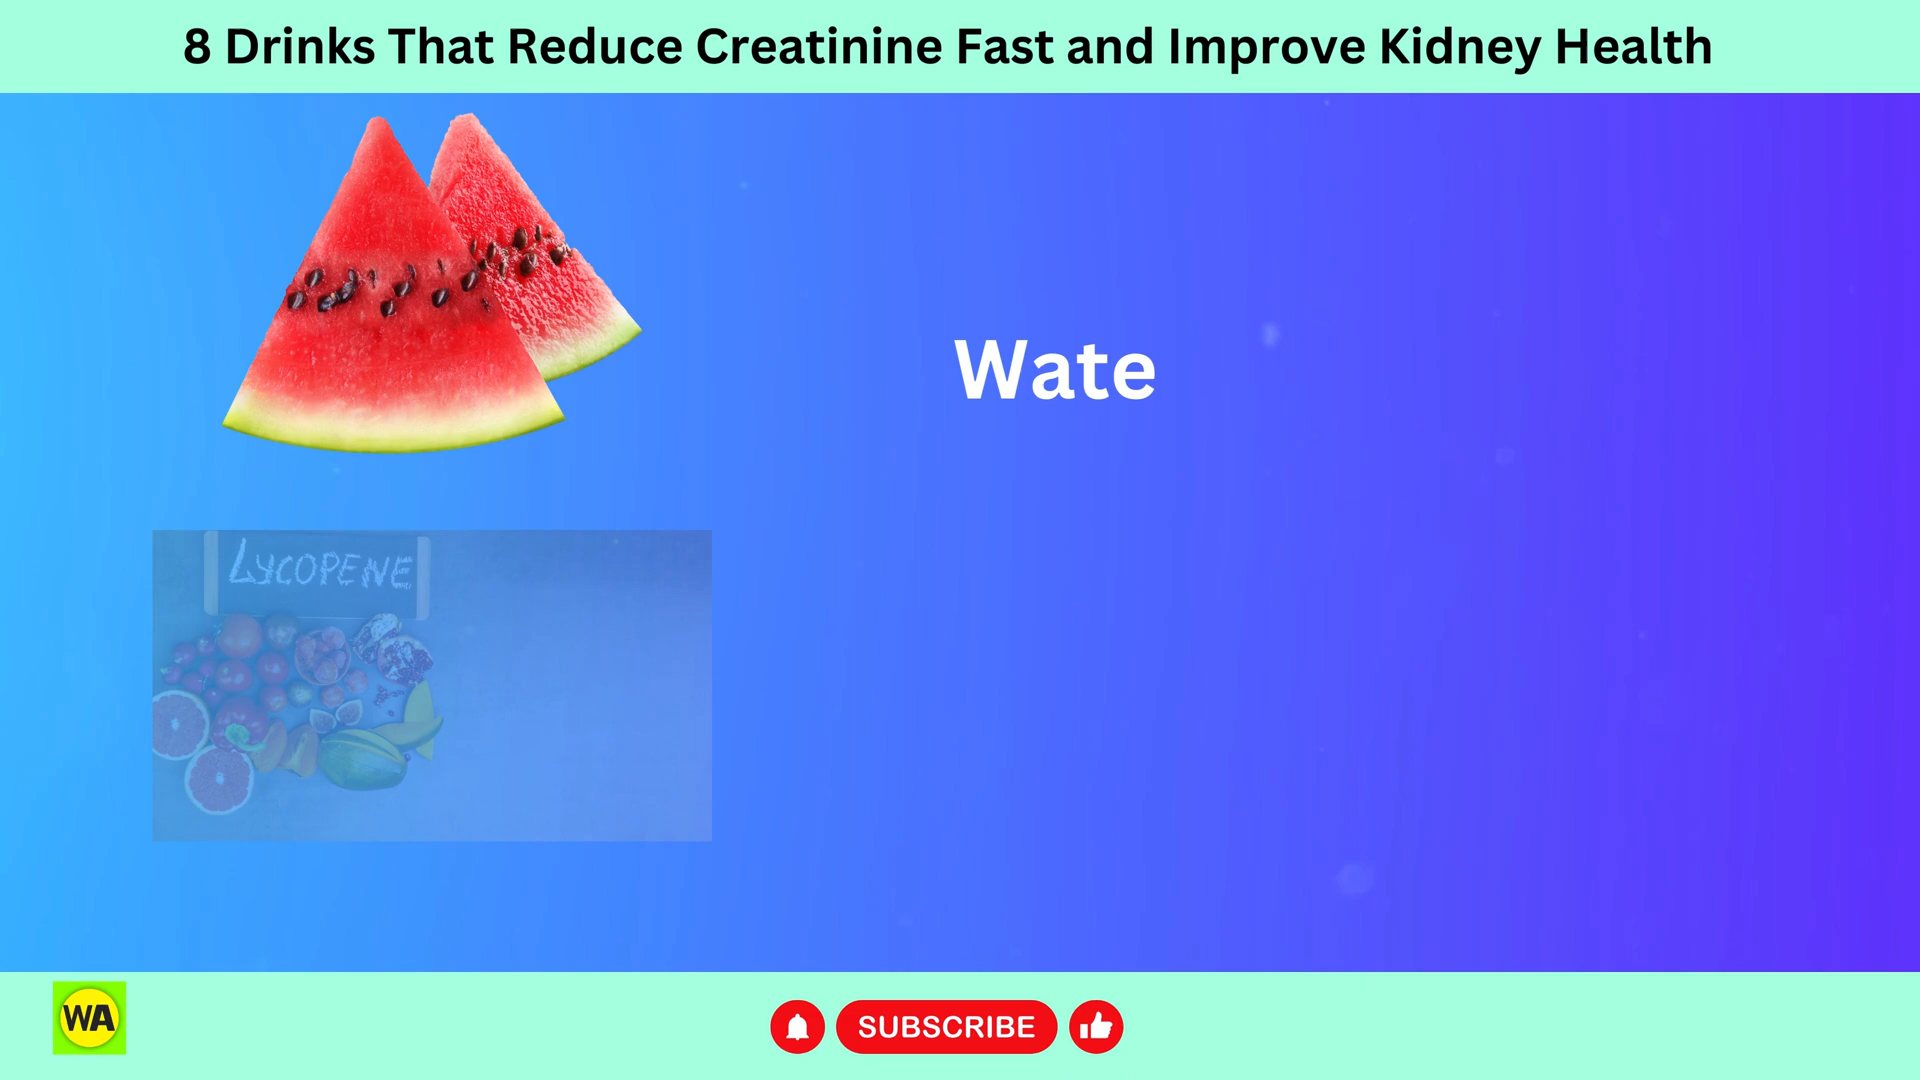 8 Drinks That Reduce Creatinine Fast and Improve Kidney Health
Wate
LYCOPENE
WA
SUBSCRIBE